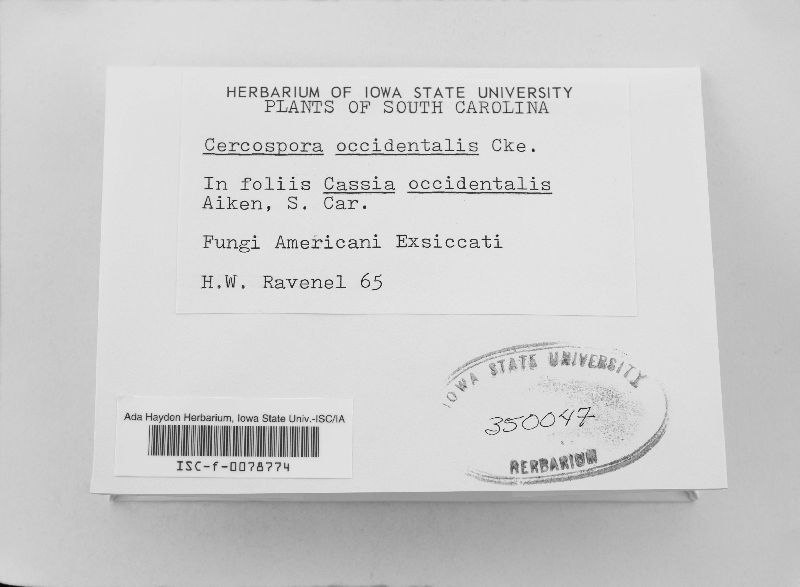 HERBARIUM OF IOWA STATE UNIVERSITY
PLANTS OF SOUTH CAROLINA
Cercospora occidentalis Cke.
In foliis Cassia occidentalis
Aiken, S. Car.
Fungi Americani Exsiccati
H.W. Ravenel 65
IOWA STATE UNIVERSITY
350047
HERBARIUM
Ada Hayden Herbarium, Iowa State Univ.-ISC/IA
ISC-f-0078774